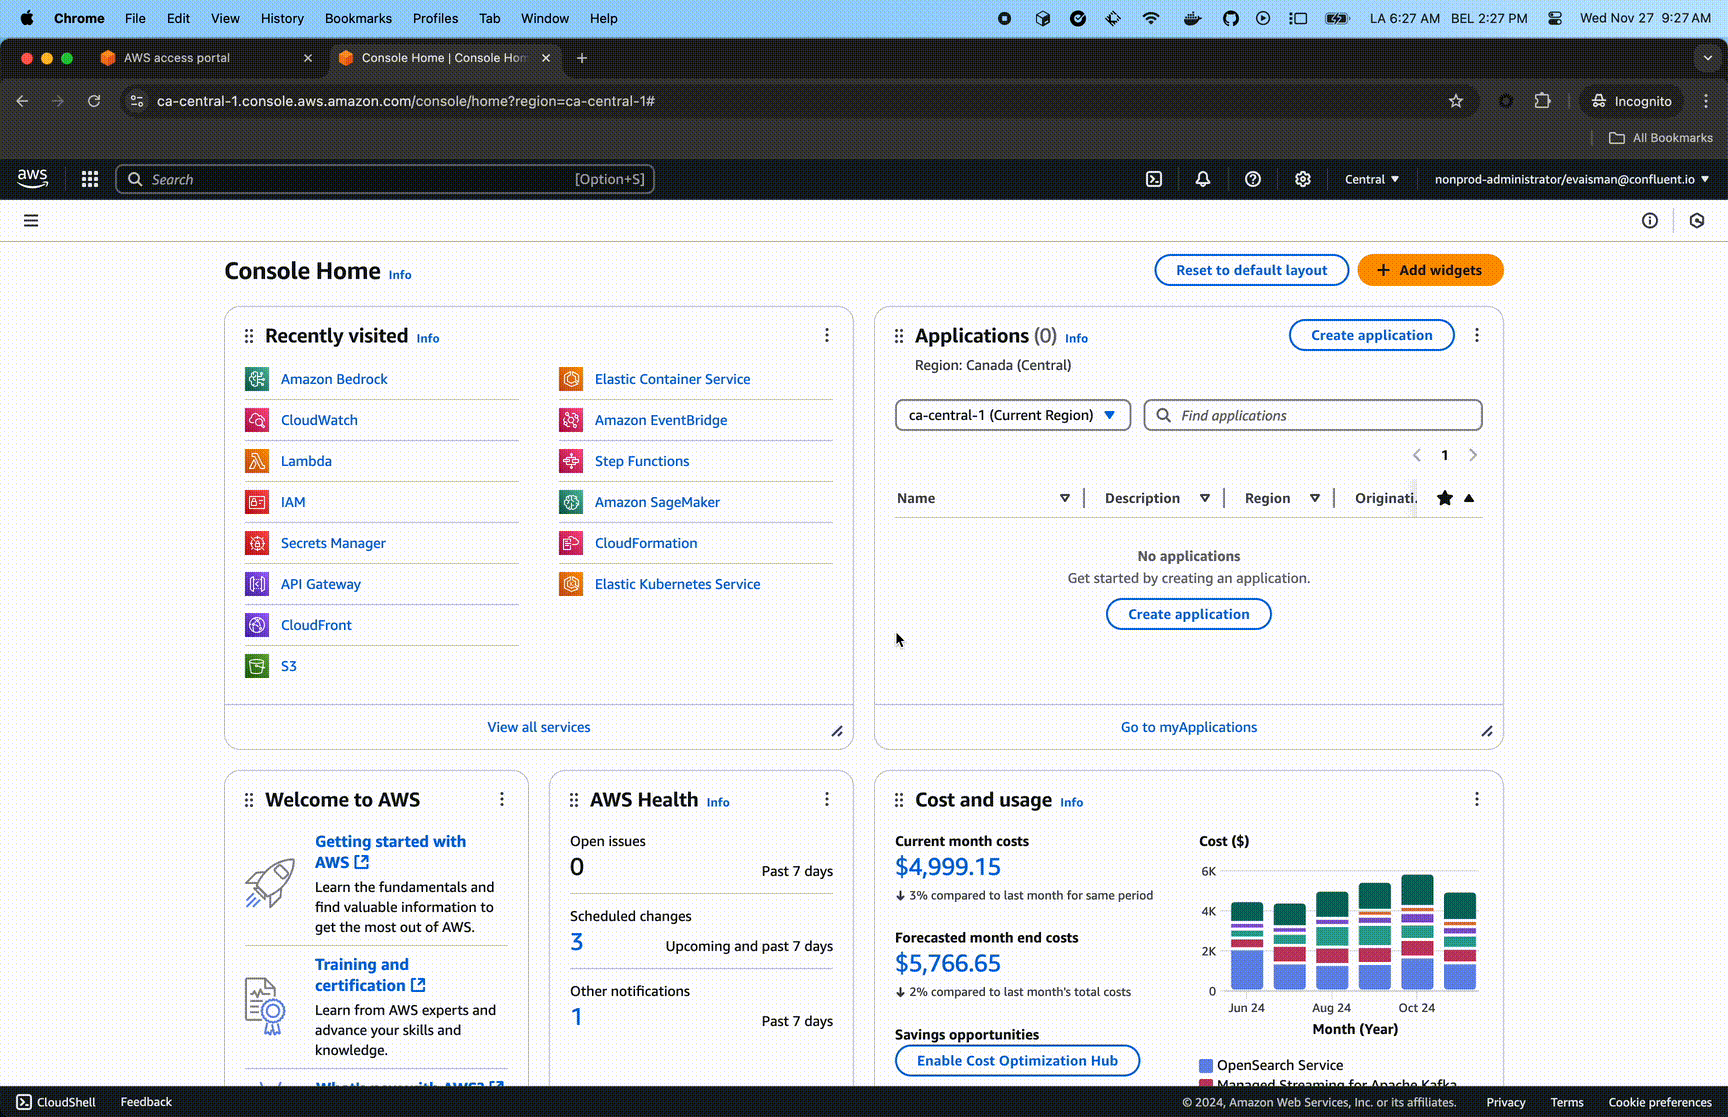 Chrome File Edit View History Bookmarks Profiles Tab Window Help LA 6:27 AM BEL 2:27 PM Wed Nov 27 9:27 AM
AWS access portal
Console Home | Console Hom
ca-central-1.console.aws.amazon.com/console/home?region=ca-central-1#
Incognito
All Bookmarks
aws
Search [Option+S]
Central
nonprod-administrator/evaisman@confluent.io
Console Home Info
Reset to default layout
Add widgets
Recently visited Info
Amazon Bedrock
CloudWatch
Lambda
IAM
Secrets Manager
API Gateway
CloudFront
S3
Elastic Container Service
Amazon EventBridge
Step Functions
Amazon SageMaker
CloudFormation
Elastic Kubernetes Service
View all services
Applications (0) Info
Create application
Region: Canada (Central)
ca-central-1 (Current Region)
Find applications
1
Name Description Region Originati.
No applications
Get started by creating an application.
Create application
Go to myApplications
Welcome to AWS
Getting started with
AWS
Learn the fundamentals and
find valuable information to
get the most out of AWS.
Training and
certification
Learn from AWS experts and
advance your skills and
knowledge.
What's new with AWS?
AWS Health Info
Open issues
0
Past 7 days
Scheduled changes
3
Upcoming and past 7 days
Other notifications
1
Past 7 days
Cost and usage Info
Current month costs
$4,999.15
3% compared to last month for same period
Forecasted month end costs
$5,766.65
2% compared to last month's total costs
Savings opportunities
Enable Cost Optimization Hub
Cost ($)
6K
4K
2K
0
Jun 24 Aug 24 Oct 24
Month (Year)
OpenSearch Service
Managed Streaming for Apache Kafka
CloudShell Feedback
© 2024, Amazon Web Services, Inc. or its affiliates. Privacy Terms Cookie preferences